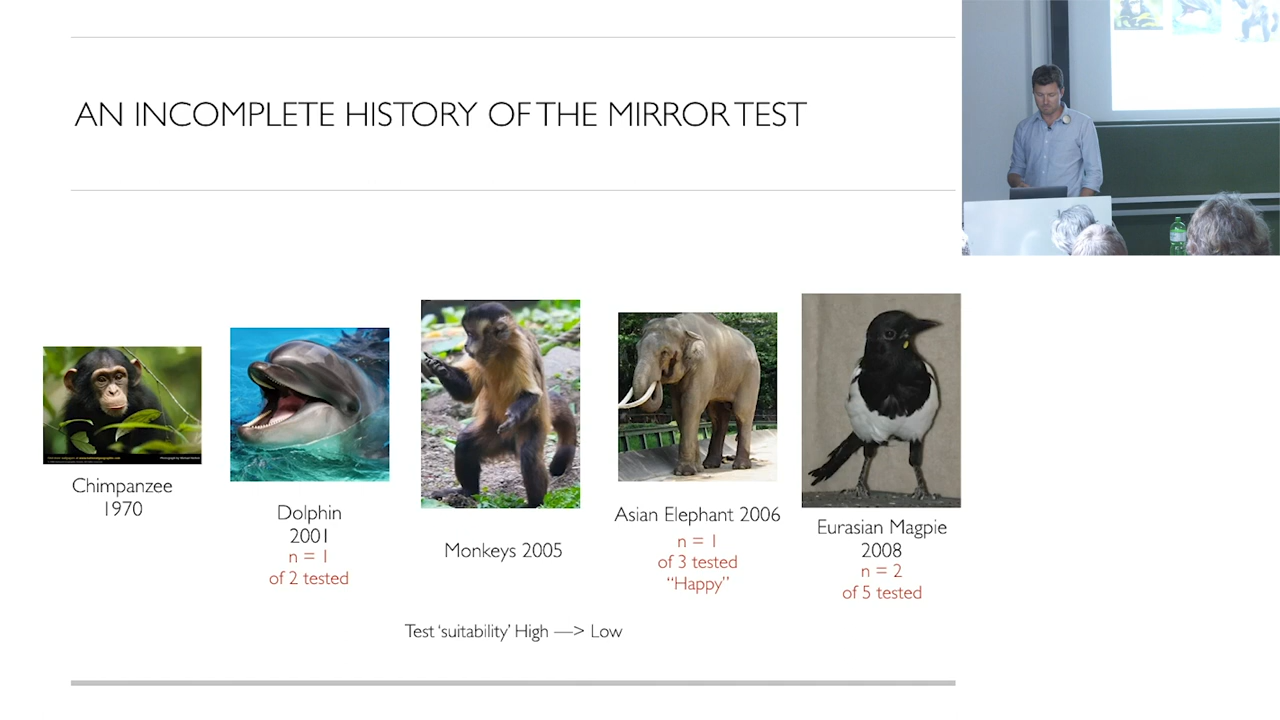 AN INCOMPLETE HISTORY OF THE MIRROR TEST
Chimpanzee
1970
Dolphin
2001
n = 1
of 2 tested
Monkeys 2005
Asian Elephant 2006
n = 1
of 3 tested
“Happy”
Eurasian Magpie
2008
n = 2
of 5 tested
Test ‘suitability’ High —> Low